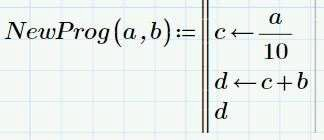 NewProg(a,b):=
c←a/10
d←c+b
d